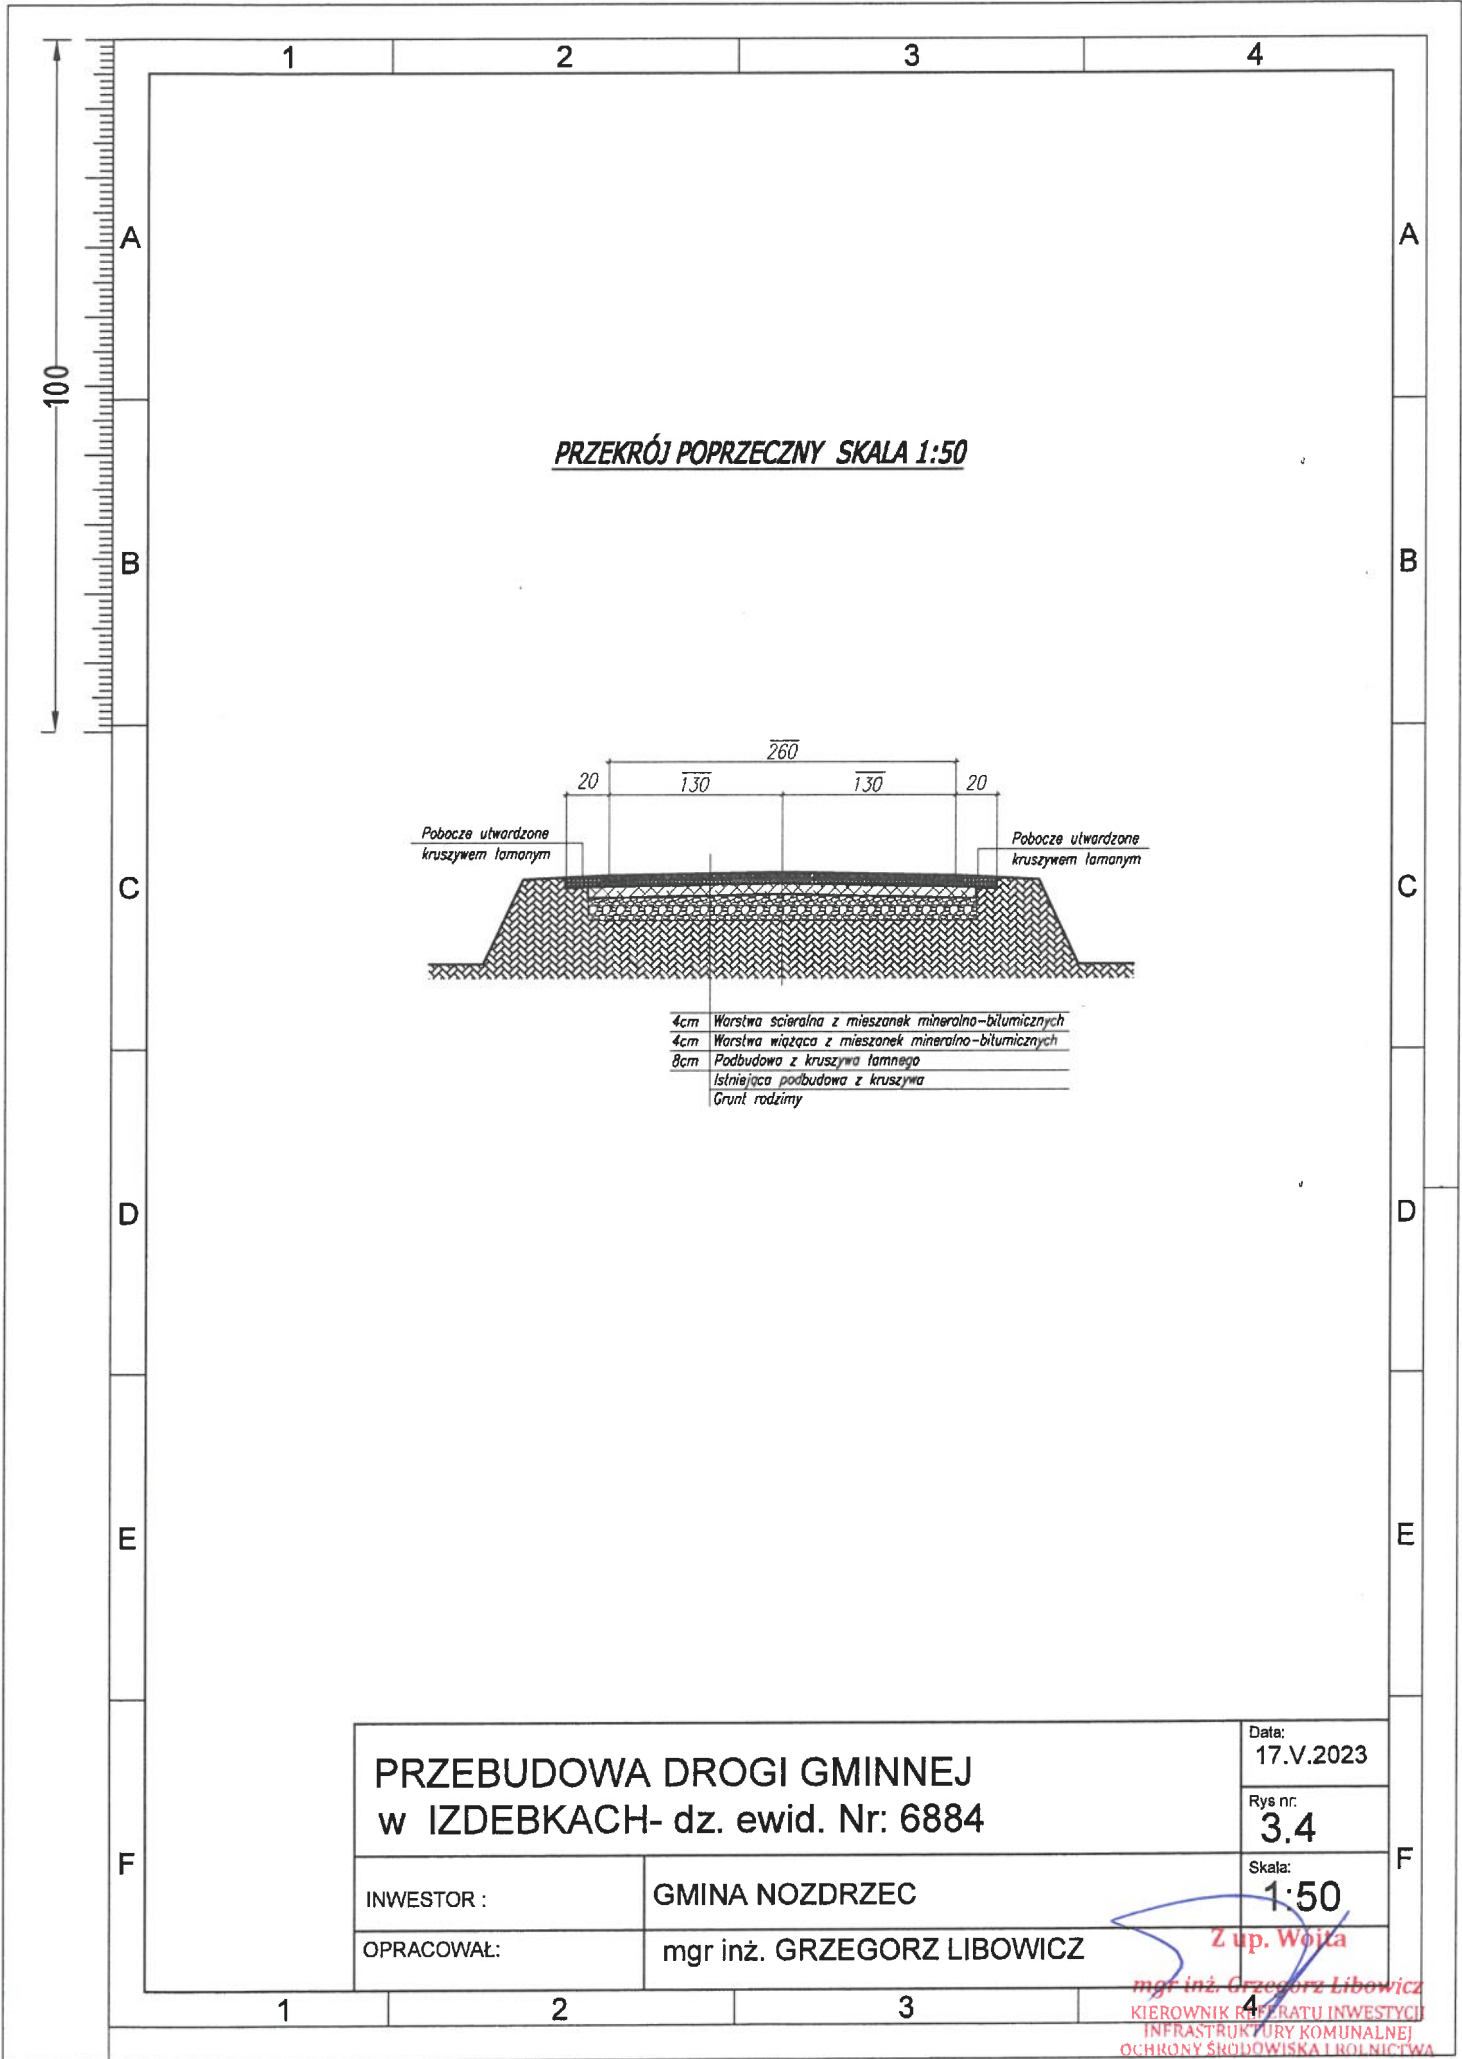 1 2 3 4
100
A A
PRZEKRÓJ POPRZECZNY SKALA 1:50
B B
260
20 130 130 20
Pobocze utwardzone
kruszywem łamanym
Pobocze utwardzone
kruszywem łamanym
C C
4cm Warstwa ścieralna z mieszanek mineralno-bitumicznych
4cm Warstwa wiążąca z mieszanek mineralno-bitumicznych
8cm Podbudowa z kruszywa łamnego
Istniejąca podbudowa z kruszywa
Grunt rodzimy
D D
E E
PRZEBUDOWA DROGI GMINNEJ
w IZDEBKACH- dz. ewid. Nr: 6884
Data:
17.V.2023
Rys nr:
3.4
F F
INWESTOR :
GMINA NOZDRZEC
Skala:
1:50
OPRACOWAŁ:
mgr inż. GRZEGORZ LIBOWICZ
Z up. Wójta
mgr inż. Grzegorz Libowicz
KIEROWNIK REFERATU INWESTYCJI
INFRASTRUKTURY KOMUNALNEJ
OCHRONY ŚRODOWISKA I ROLNICTWA
1 2 3 4